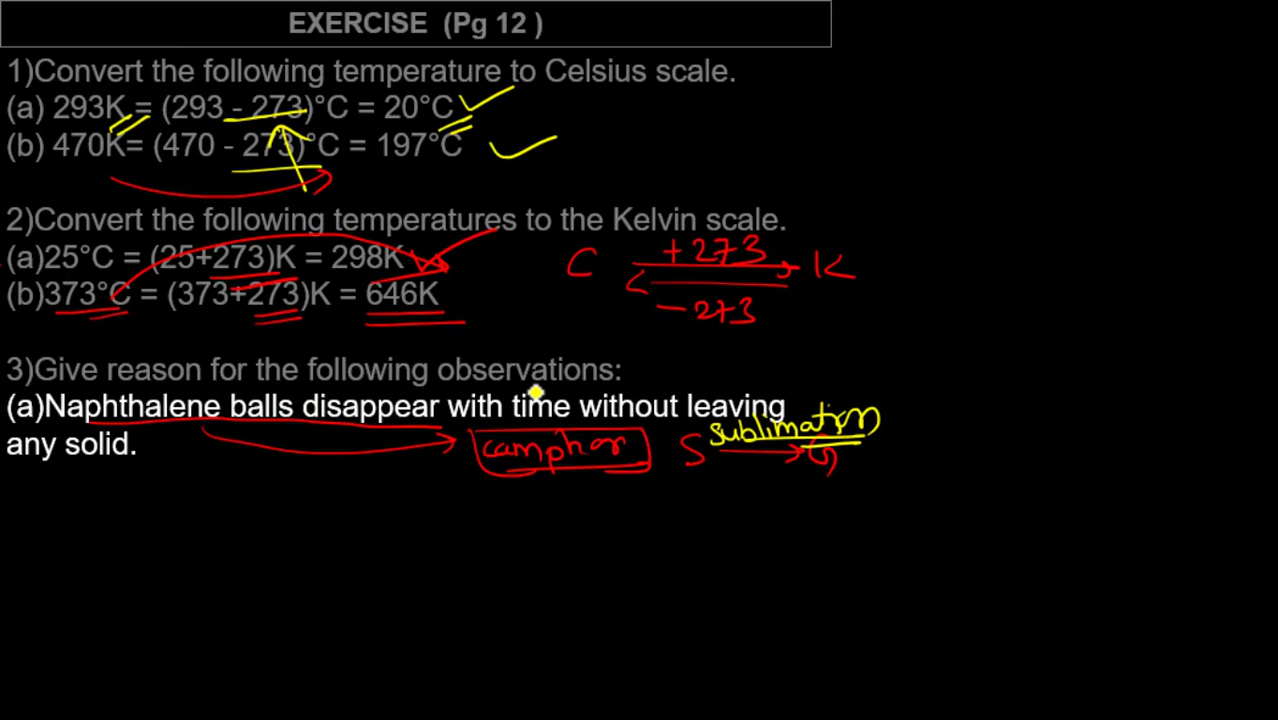 EXERCISE (Pg 12 )
1)Convert the following temperature to Celsius scale.
(a) 293K = (293 - 273)°C = 20°C
(b) 470K= (470 - 273)°C = 197°C
2)Convert the following temperatures to the Kelvin scale.
(a)25°C = (25+273)K = 298K
(b)373°C = (373+273)K = 646K
C +273 K
-273
3)Give reason for the following observations:
(a)Naphthalene balls disappear with time without leaving
any solid.
camphor S sublimation G